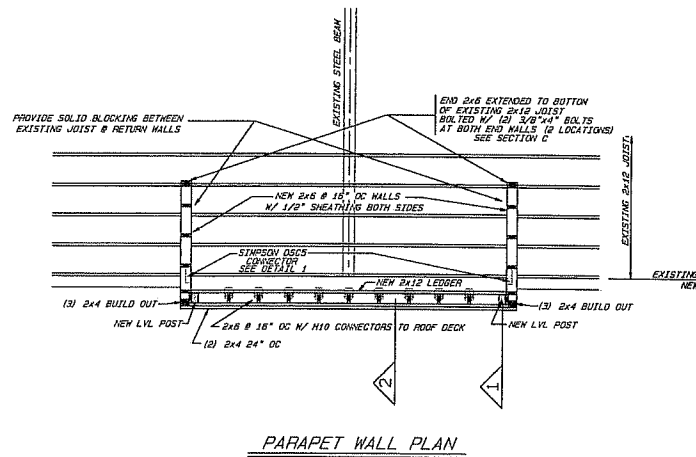 EXISTING STEEL BEAM
PROVIDE SOLID BLOCKING BETWEEN
EXISTING JOIST @ RETURN WALLS
END 2x6 EXTENDED TO BOTTOM
OF EXISTING 2x12 JOIST
BOLTED W/ (2) 3/8"x4" BOLTS
AT BOTH END WALLS (2 LOCATIONS)
SEE SECTION C
EXISTING 2x12 JOIST
NEW 2x6 @ 16" OC WALLS
W/ 1/2" SHEATHING BOTH SIDES
SIMPSON DSC5
CONNECTOR
SEE DETAIL 1
NEW 2x12 LEDGER
EXISTING
NEW
(3) 2x4 BUILD OUT
(3) 2x4 BUILD OUT
NEW LVL POST
2x6 @ 16" OC W/ H10 CONNECTORS TO ROOF DECK
NEW LVL POST
(2) 2x4 24" OC
2
1
PARAPET WALL PLAN